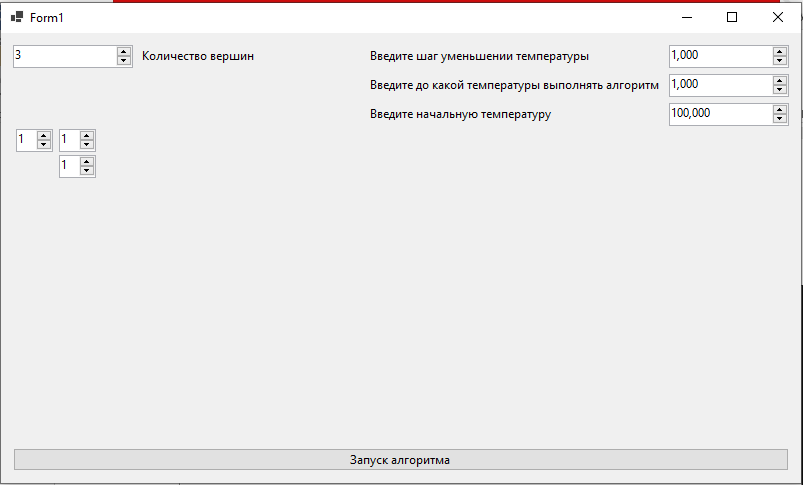 Form1
3 Количество вершин Введите шаг уменьшении температуры 1,000
Введите до какой температуры выполнять алгоритм 1,000
Введите начальную температуру 100,000
1 1
1
Запуск алгоритма